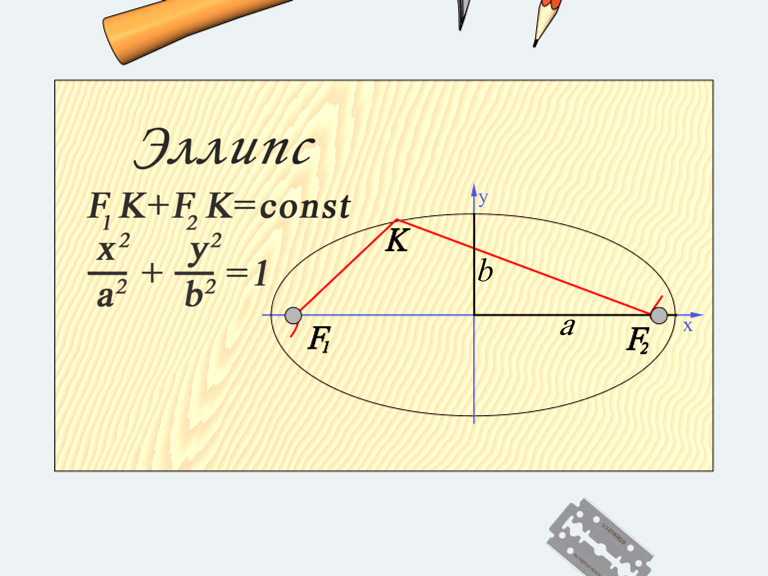 Эллипс
F₁K+F₂K=const
x²/a² + y²/b² =1
y
K
b
a
x
F₁
F₂